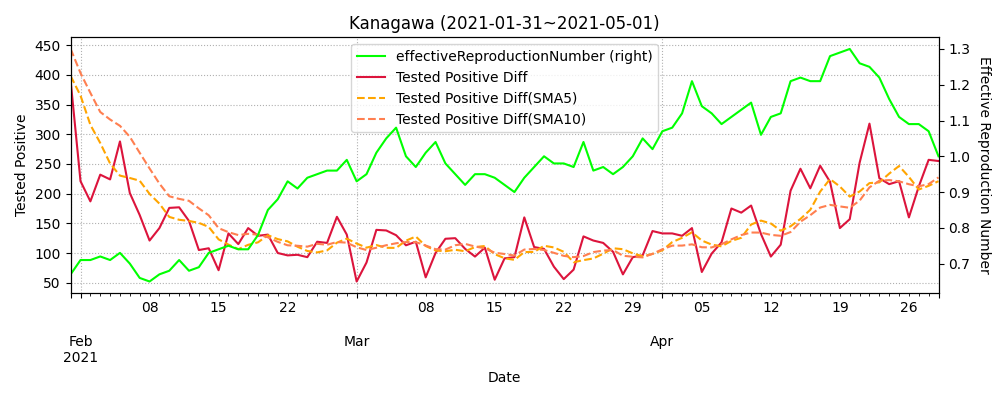 Kanagawa (2021-01-31~2021-05-01)
effectiveReproductionNumber (right)
Tested Positive Diff
Tested Positive Diff(SMA5)
Tested Positive Diff(SMA10)
Tested Positive
450
400
350
300
250
200
150
100
50
Effective Reproduction Number
1.3
1.2
1.1
1.0
0.9
0.8
0.7
08 15 22 08 15 22 29 05 12 19 26
Feb Mar Apr
2021
Date